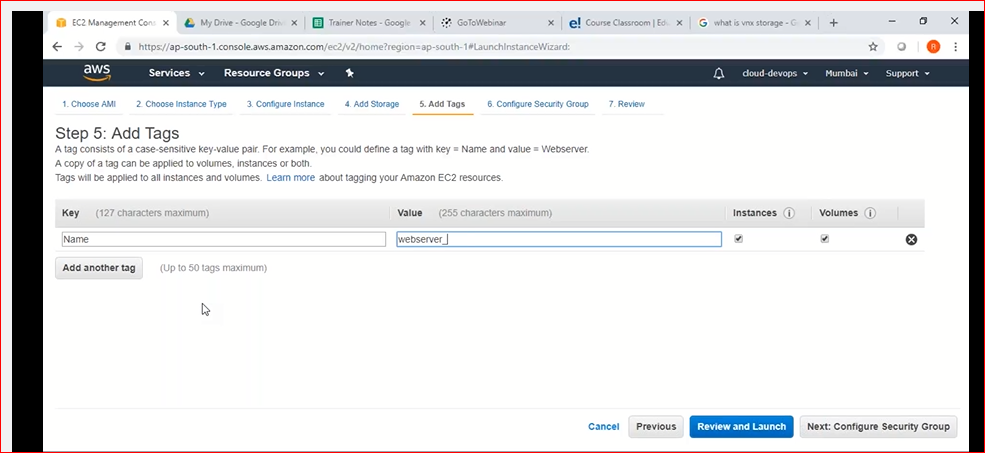 EC2 Management Con
My Drive - Google Driv
Trainer Notes - Google
GoToWebinar
Course Classroom | Edu
what is vnx storage - G
https://ap-south-1.console.aws.amazon.com/ec2/v2/home?region=ap-south-1#LaunchInstanceWizard:
aws Services Resource Groups cloud-devops Mumbai Support
1. Choose AMI 2. Choose Instance Type 3. Configure Instance 4. Add Storage 5. Add Tags 6. Configure Security Group 7. Review
Step 5: Add Tags
A tag consists of a case-sensitive key-value pair. For example, you could define a tag with key = Name and value = Webserver.
A copy of a tag can be applied to volumes, instances or both.
Tags will be applied to all instances and volumes. Learn more about tagging your Amazon EC2 resources.
Key (127 characters maximum) Value (255 characters maximum) Instances Volumes
Name webserver_
Add another tag (Up to 50 tags maximum)
Cancel Previous Review and Launch Next: Configure Security Group